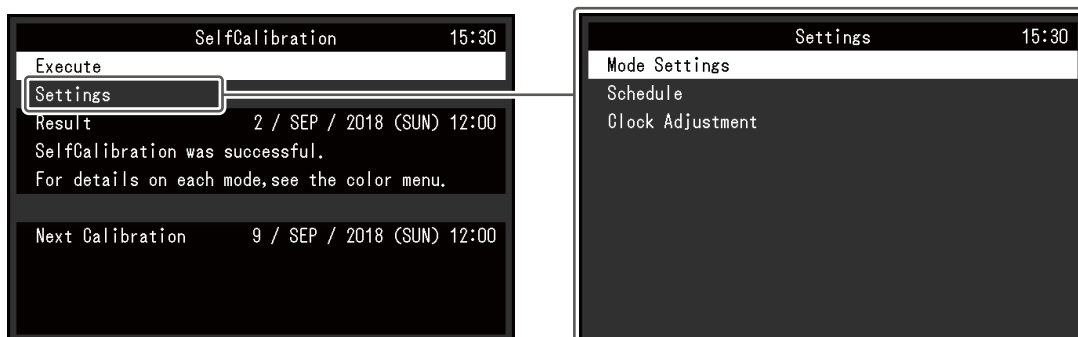 SelfCalibration 15:30
Execute
Settings
Result 2 / SEP / 2018 (SUN) 12:00
SelfCalibration was successful.
For details on each mode,see the color menu.
Next Calibration 9 / SEP / 2018 (SUN) 12:00
Settings 15:30
Mode Settings
Schedule
Clock Adjustment